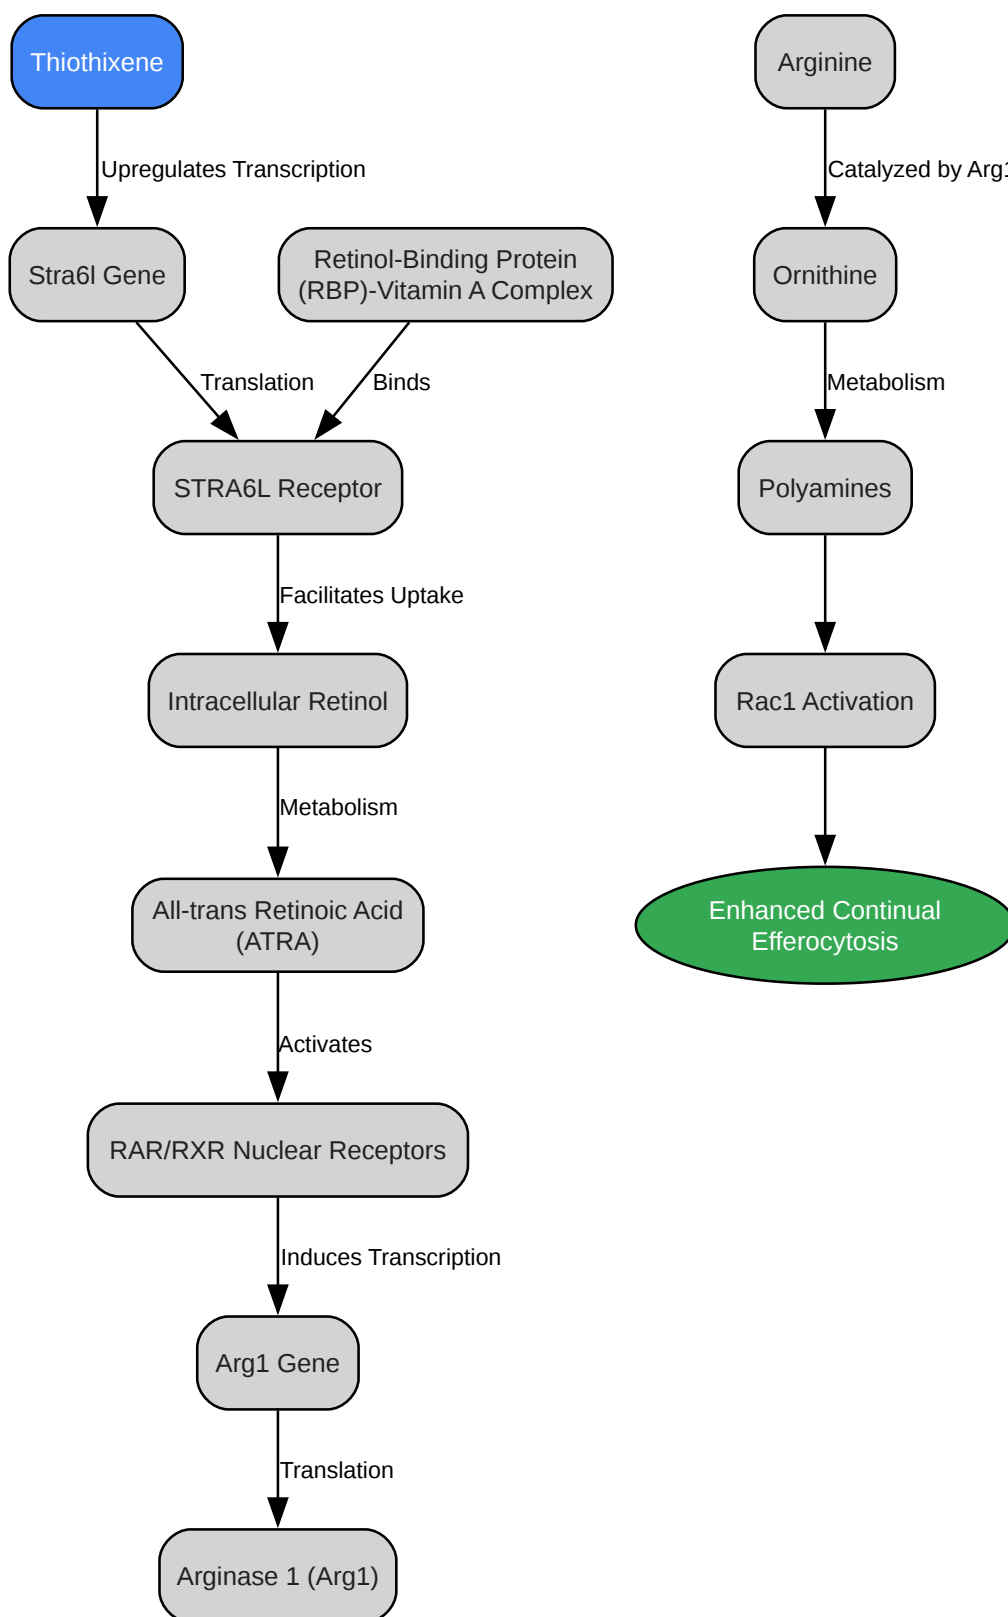 Thiothixene
Upregulates Transcription
Stra6l Gene
Retinol-Binding Protein
(RBP)-Vitamin A Complex
Translation
Binds
STRA6L Receptor
Facilitates Uptake
Intracellular Retinol
Metabolism
All-trans Retinoic Acid
(ATRA)
Activates
RAR/RXR Nuclear Receptors
Induces Transcription
Arg1 Gene
Translation
Arginase 1 (Arg1)
Arginine
Catalyzed by Arg1
Ornithine
Metabolism
Polyamines
Rac1 Activation
Enhanced Continual
Efferocytosis